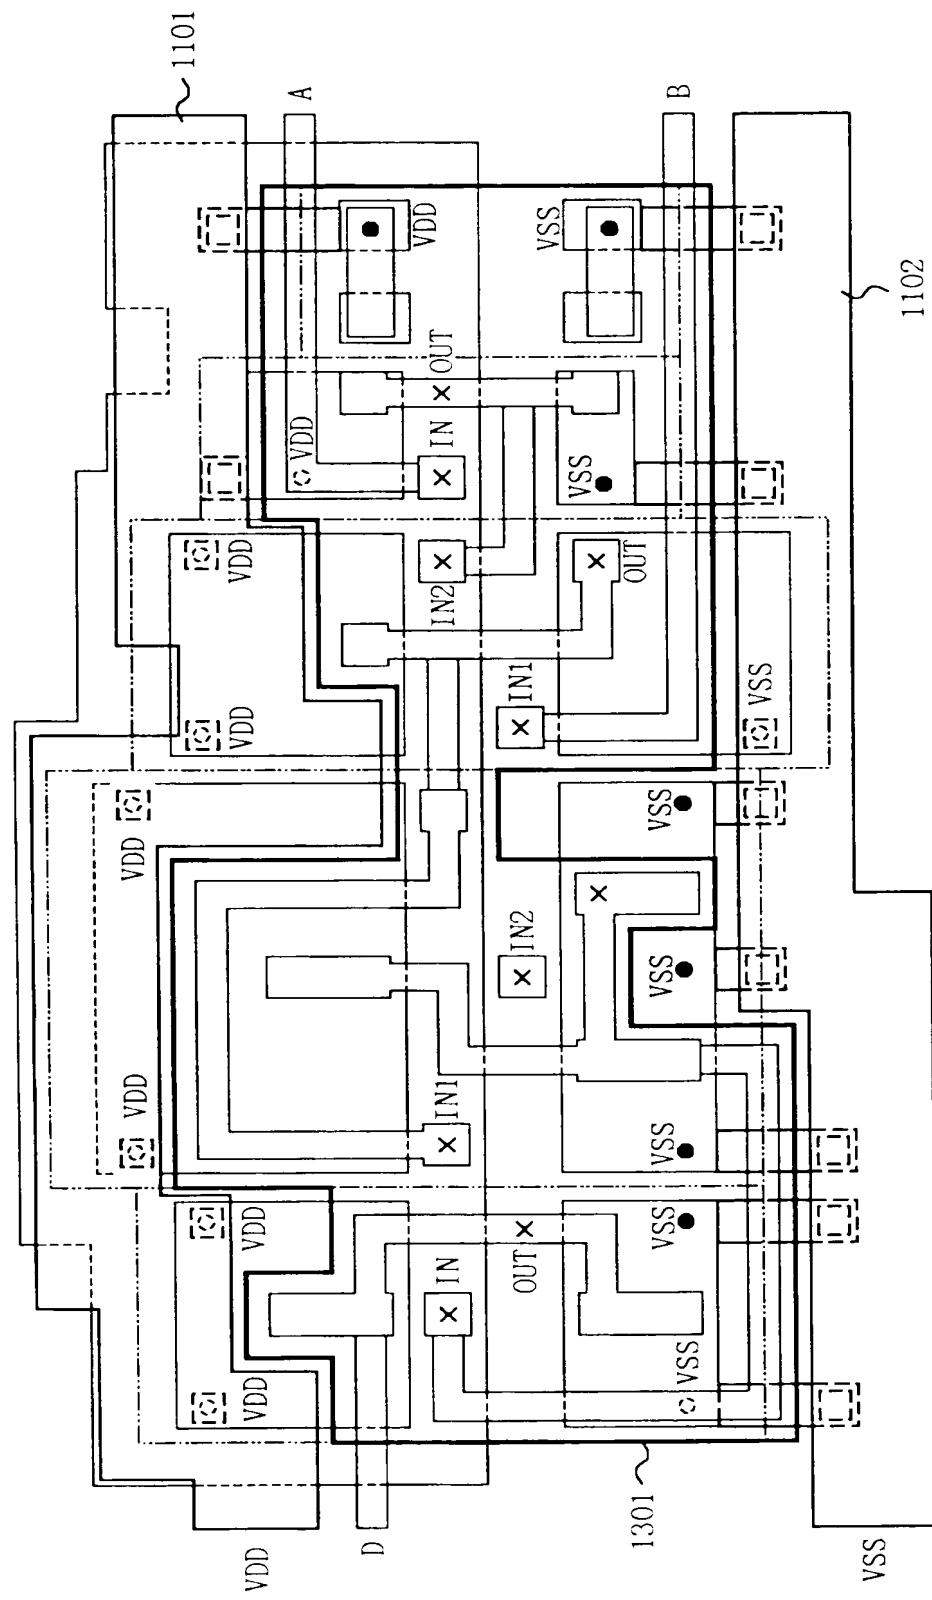 VDD
VDD
1101
VDD
VDD
VDD
VDD
VDD
VDD
A
D
VDD
IN
IN1
IN2
IN
OUT
OUT
IN2
IN1
VSS
VSS
OUT
1301
VSS
VSS
VSS
VSS
VSS
B
VSS
VSS
1102